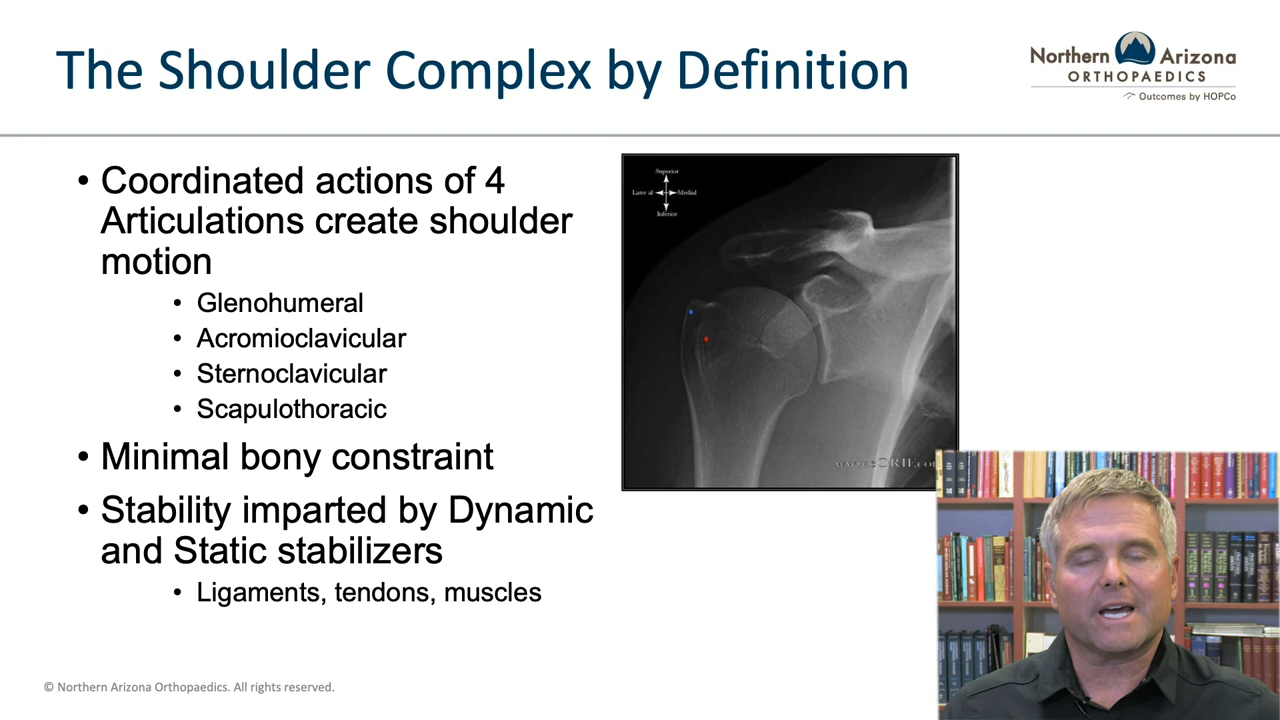 The Shoulder Complex by Definition
Northern Arizona
ORTHOPAEDICS
Outcomes by HOPCo
• Coordinated actions of 4
Articulations create shoulder
motion
• Glenohumeral
• Acromioclavicular
• Sternoclavicular
• Scapulothoracic
• Minimal bony constraint
• Stability imparted by Dynamic
and Static stabilizers
• Ligaments, tendons, muscles
Superior
Lateral Medial
Inferior
© Northern Arizona Orthopaedics. All rights reserved.